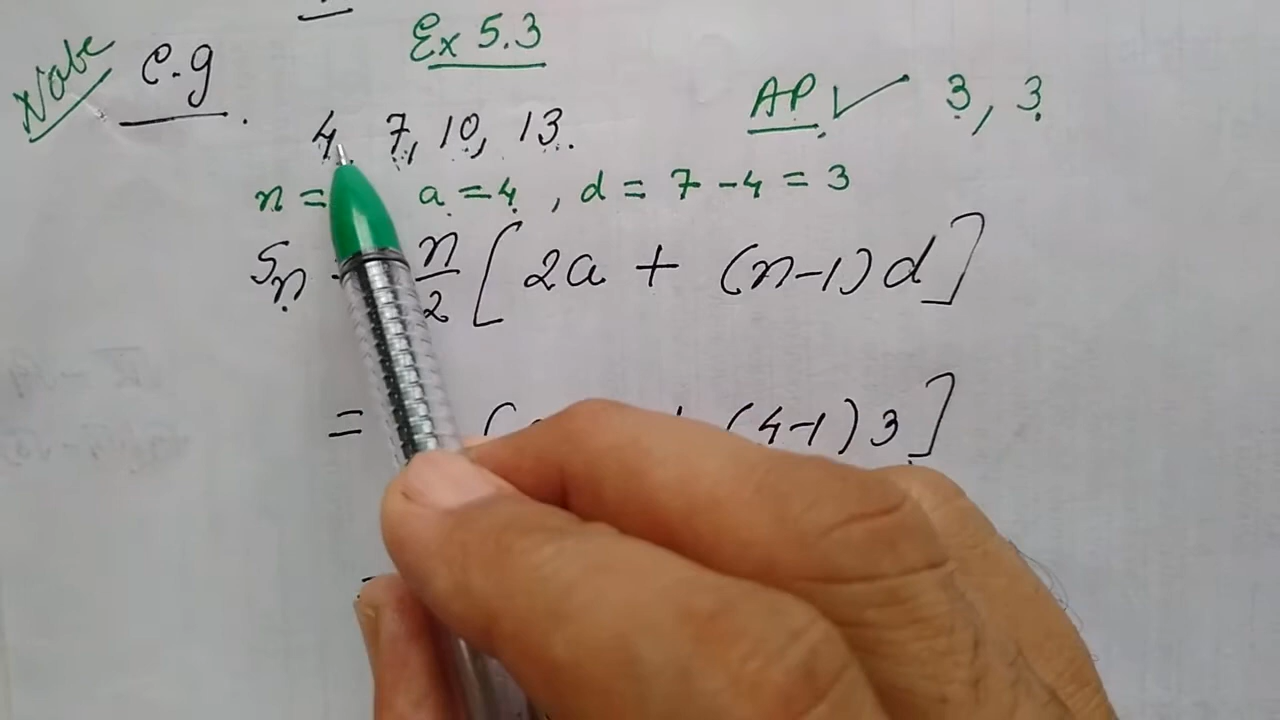 Note e.g. Ex 5.3
AP ✓ 3, 3
4, 7, 10, 13.
n = a = 4 , d = 7 - 4 = 3
Sn n/2 [ 2a + (n-1) d ]
= (4-1) 3 ]